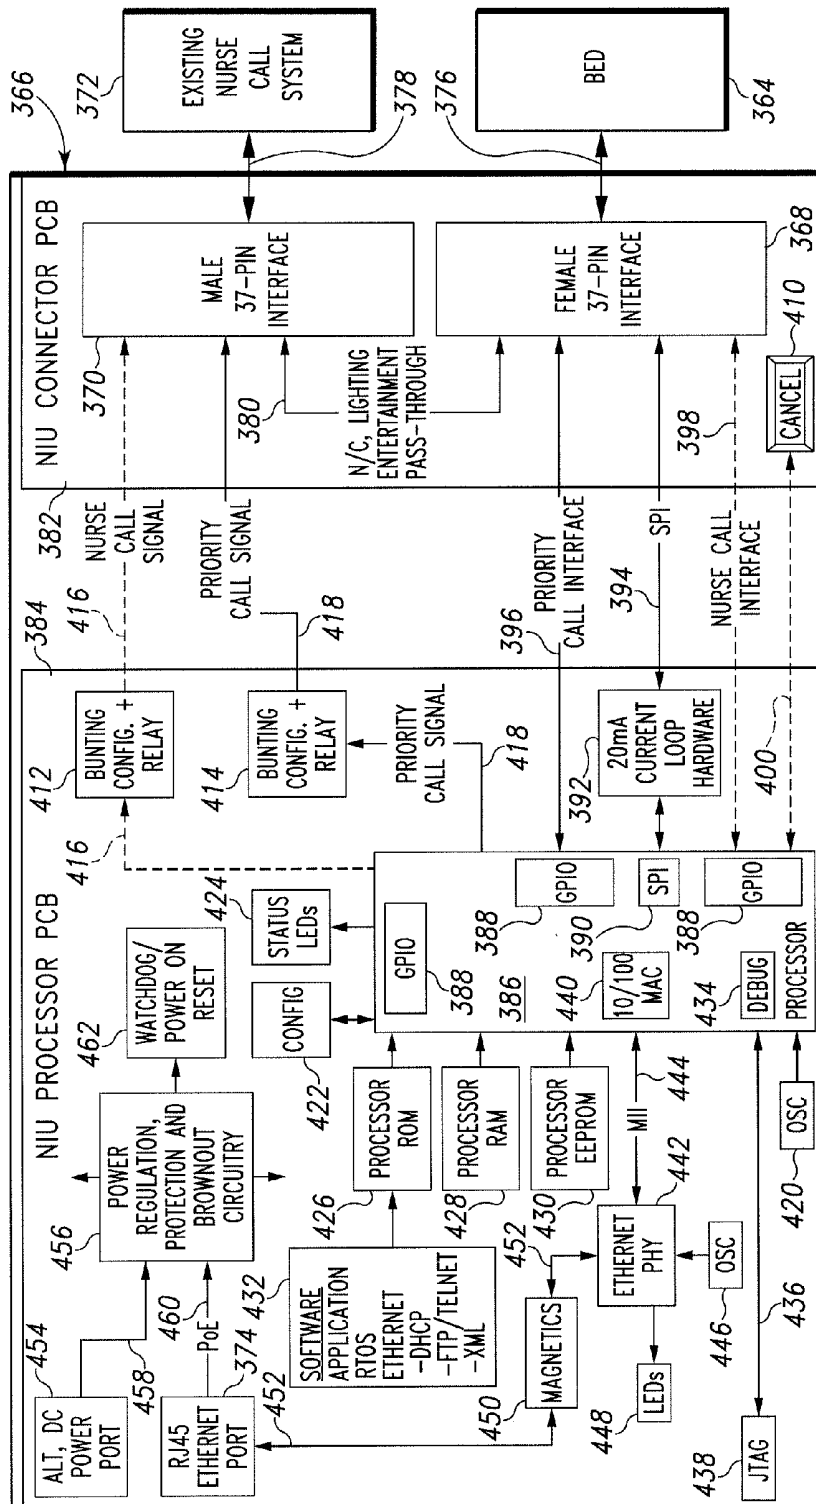 NIU PROCESSOR PCB
384
NIU CONNECTOR PCB
382
366
454
ALT, DC
POWER
PORT
458
456
POWER
REGULATION,
PROTECTION AND
BROWNOUT
CIRCUITRY
462
WATCHDOG/
POWER ON
RESET
460
PoE
374
RJ45
ETHERNET
PORT
452
432
SOFTWARE
APPLICATION
RTOS
ETHERNET
-DHCP
-FTP/TELNET
-XML
426
PROCESSOR
ROM
428
PROCESSOR
RAM
430
PROCESSOR
EEPROM
422
CONFIG
424
STATUS
LEDs
416
412
BUNTING
CONFIG. +
RELAY
416
NURSE
CALL
SIGNAL
414
BUNTING
CONFIG. +
RELAY
418
PRIORITY
CALL SIGNAL
PRIORITY
CALL SIGNAL
418
GPIO
388
386
388
GPIO
390
SPI
388
GPIO
440
10/100
MAC
434
DEBUG
PROCESSOR
396
PRIORITY
CALL INTERFACE
392
20mA
CURRENT
LOOP
HARDWARE
394
SPI
NURSE CALL
INTERFACE
398
400
410
CANCEL
370
MALE
37-PIN
INTERFACE
380
N/C, LIGHTING
ENTERTAINMENT
PASS-THROUGH
FEMALE
37-PIN
INTERFACE
368
372
EXISTING
NURSE
CALL
SYSTEM
378
376
BED
364
450
MAGNETICS
452
ETHERNET
PHY
442
MII
444
448
LEDs
446
OSC
420
OSC
436
438
JTAG